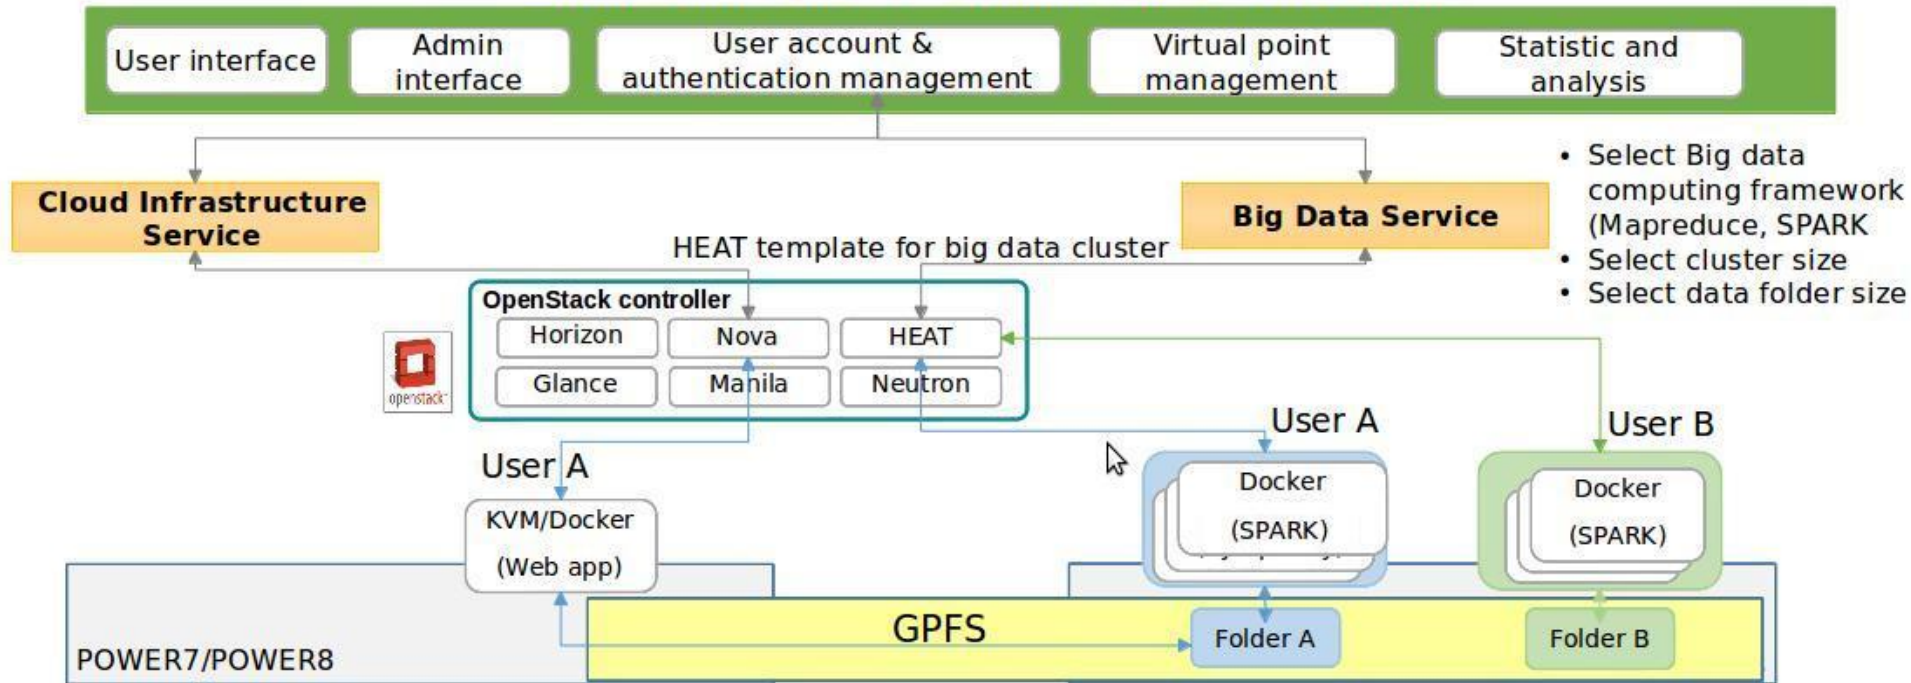 User interface
Admin
interface
User account &
authentication management
Virtual point
management
Statistic and
analysis
Cloud Infrastructure
Service
Big Data Service
• Select Big data
computing framework
(Mapreduce, SPARK
• Select cluster size
• Select data folder size
HEAT template for big data cluster
OpenStack controller
Horizon
Nova
HEAT
Glance
Manila
Neutron
openstack
User A
User A
User B
KVM/Docker
(Web app)
Docker
(SPARK)
Docker
(SPARK)
GPFS
Folder A
Folder B
POWER7/POWER8